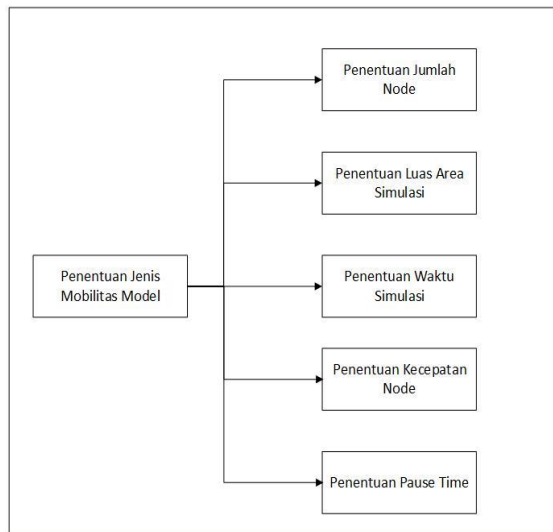 Penentuan Jumlah
Node
Penentuan Luas Area
Simulasi
Penentuan Jenis
Mobilitas Model
Penentuan Waktu
Simulasi
Penentuan Kecepatan
Node
Penentuan Pause Time